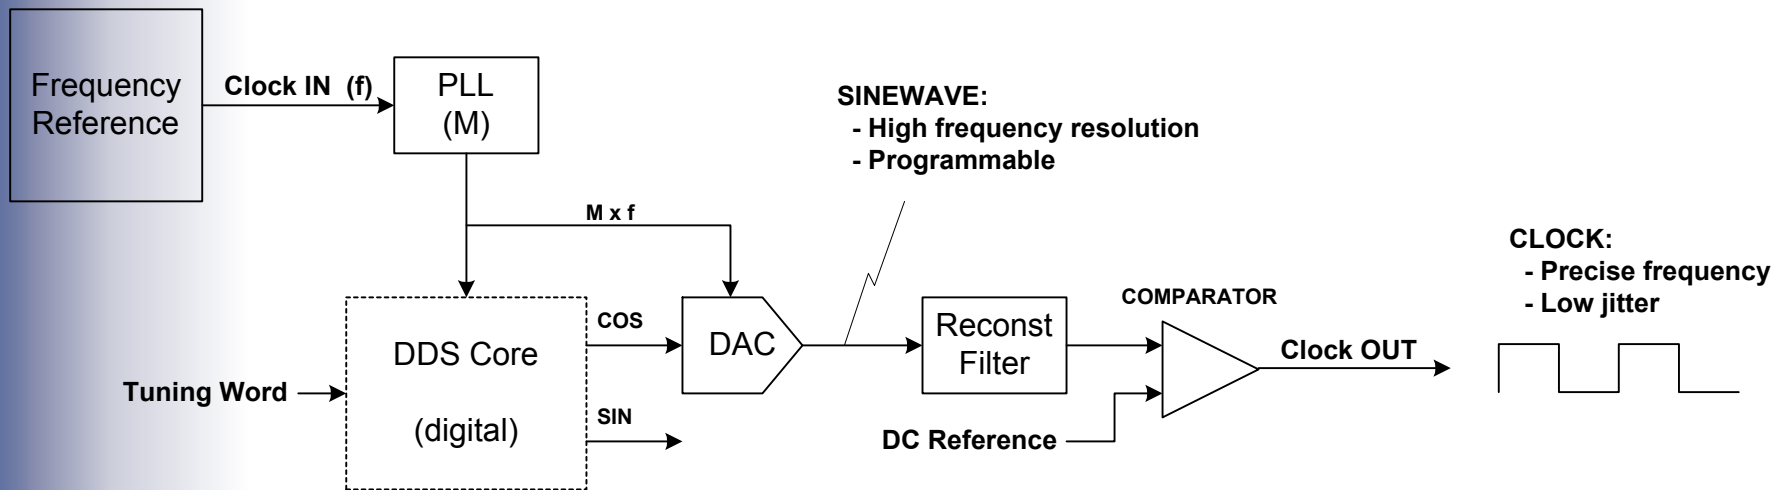 Frequency
Reference
Clock IN (f)
PLL
(M)
SINEWAVE:
- High frequency resolution
- Programmable
M x f
CLOCK:
- Precise frequency
- Low jitter
COMPARATOR
COS
DAC
Reconst
Filter
Clock OUT
DDS Core
(digital)
Tuning Word
SIN
DC Reference